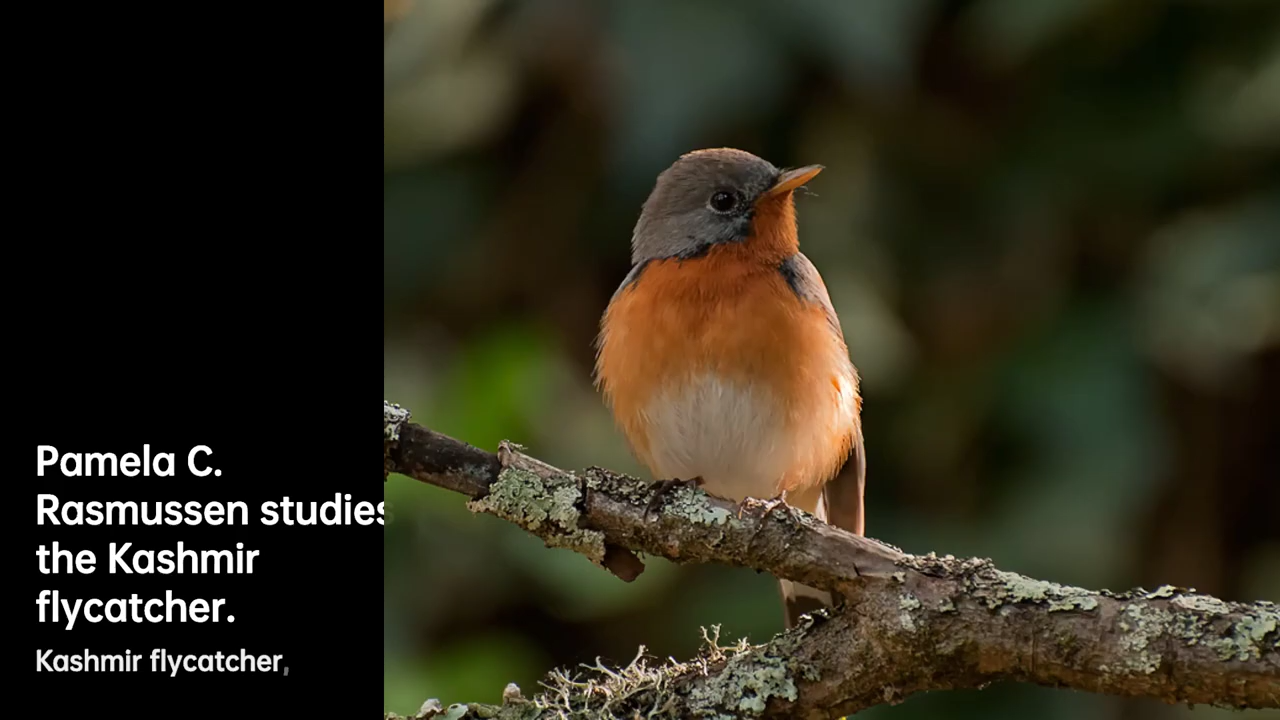 Pamela C.
Rasmussen studies
the Kashmir
flycatcher.
Kashmir flycatcher,